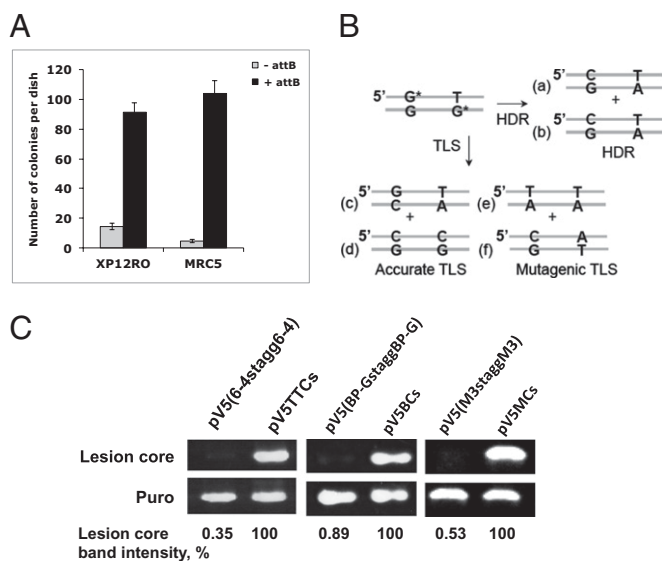 A
- attB
+ attB
Number of colonies per dish
120
100
80
60
40
20
0
XP12RO MRC5
B
5' G* T
G G*
HDR
TLS
(a) 5' C T
G A
+
(b) 5' C T
G A
HDR
(c) 5' G T
C A
+
(d) 5' C C
G G
Accurate TLS
(e) 5' T T
A A
+
(f) 5' C A
G T
Mutagenic TLS
C
pV5(6-4stagg6-4)
pV5TTCs
pV5(BP-GstaggBP-G)
pV5BCs
pV5(M3staggM3)
pV5MCs
Lesion core
Puro
Lesion core 0.35 100 0.89 100 0.53 100
band intensity, %